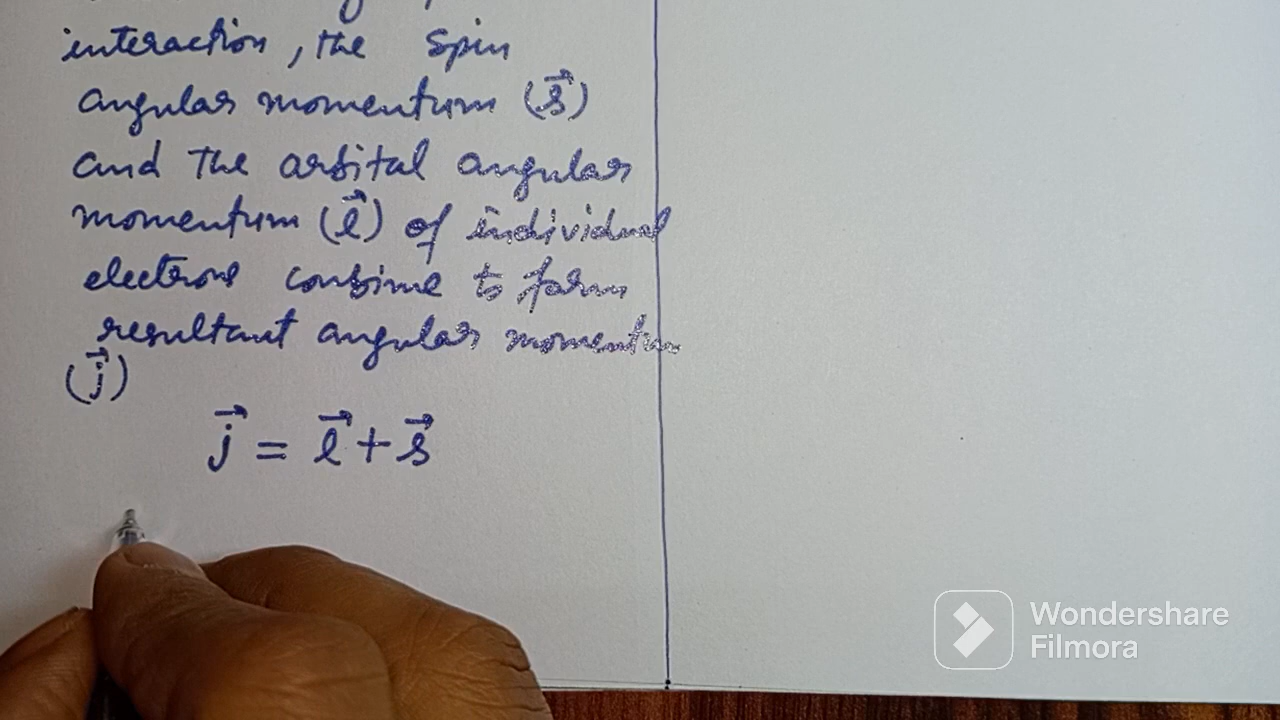 interaction, the spin
angular momentum (s⃗)
and the orbital angular
momentum (l⃗) of individual
electrons combine to form
resultant angular momentum
(j⃗)
j⃗ = l⃗ + s⃗
Wondershare
Filmora